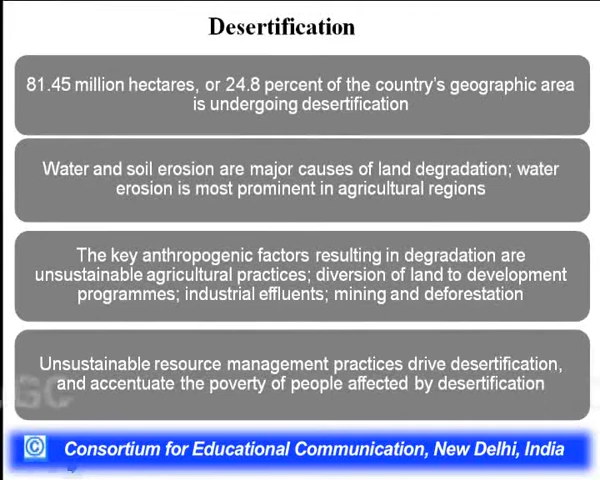 Desertification
81.45 million hectares, or 24.8 percent of the country's geographic area
is undergoing desertification
Water and soil erosion are major causes of land degradation; water
erosion is most prominent in agricultural regions
The key anthropogenic factors resulting in degradation are
unsustainable agricultural practices; diversion of land to development
programmes; industrial effluents; mining and deforestation
Unsustainable resource management practices drive desertification,
and accentuate the poverty of people affected by desertification
© Consortium for Educational Communication, New Delhi, India